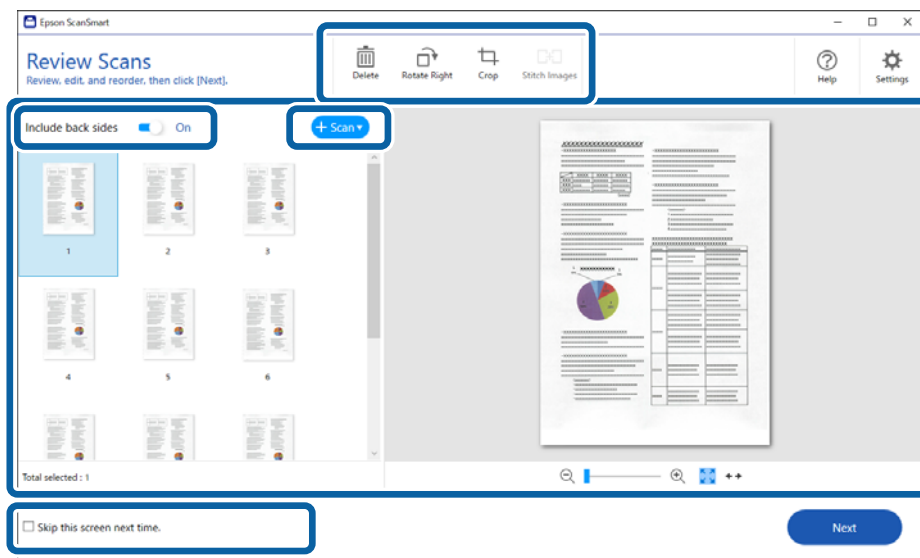 Epson ScanSmart
Review Scans
Review, edit, and reorder, then click [Next].
Delete
Rotate Right
Crop
Stitch Images
Help
Settings
Include back sides
On
+ Scan
1
2
3
4
5
6
Total selected : 1
Skip this screen next time.
Next